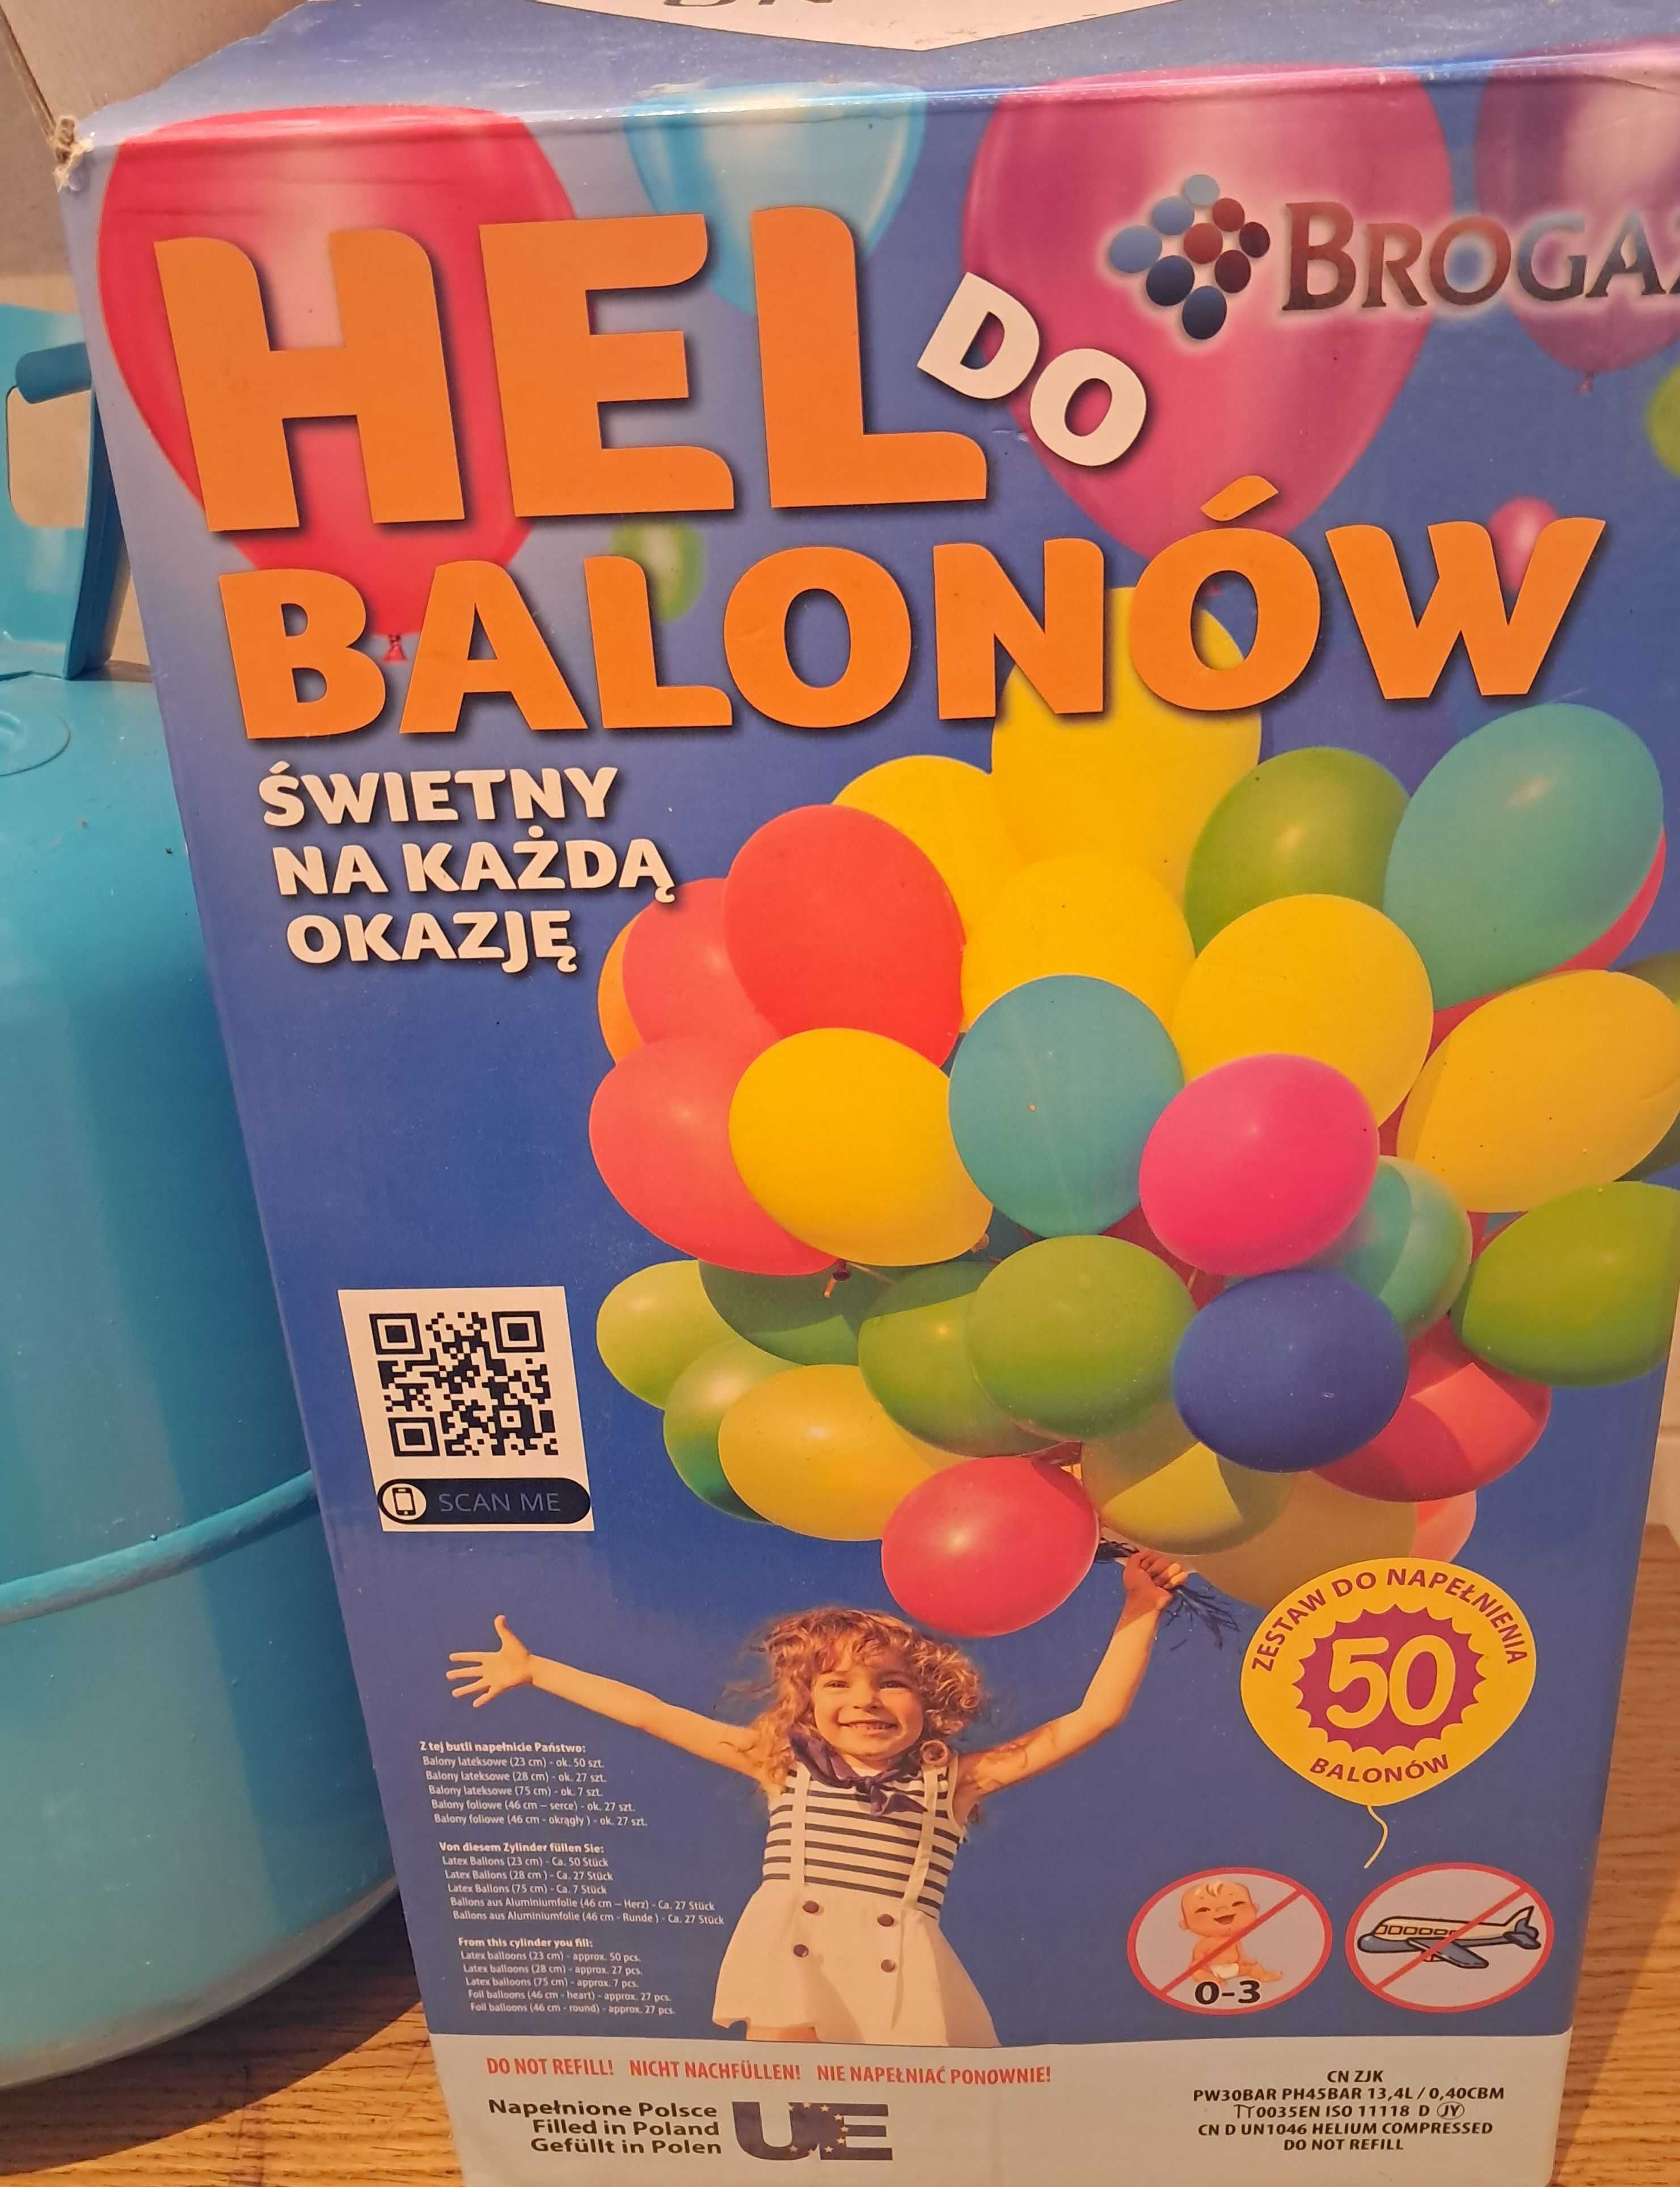 BROGAZ
HEL DO
BALONÓW
ŚWIETNY
NA KAŻDĄ
OKAZJĘ
SCAN ME
ZESTAW DO NAPEŁNIENIA
50
BALONÓW
Z tej butli napełnicie Państwo:
Balony lateksowe (23 cm) - ok. 50 szt.
Balony lateksowe (28 cm) - ok. 27 szt.
Balony lateksowe (75 cm) - ok. 7 szt.
Balony foliowe (46 cm – serce) - ok. 27 szt.
Balony foliowe (46 cm - okrągły ) - ok. 27 szt.
Von diesem Zylinder füllen Sie:
Latex Ballons (23 cm) - Ca. 50 Stück
Latex Ballons (28 cm ) - Ca. 27 Stück
Latex Ballons (75 cm) - Ca. 7 Stück
Ballons aus Aluminiumfolie (46 cm – Herz) - Ca. 27 Stück
Ballons aus Aluminiumfolie (46 cm - Runde ) - Ca. 27 Stück
From this cylinder you fill:
Latex balloons (23 cm) - approx. 50 pcs.
Latex balloons (28 cm) - approx. 27 pcs.
Latex balloons (75 cm) - approx. 7 pcs.
Foil balloons (46 cm - heart) - approx. 27 pcs.
Foil balloons (46 cm - round) - approx. 27 pcs.
0-3
DO NOT REFILL! NICHT NACHFÜLLEN! NIE NAPEŁNIAĆ PONOWNIE!
Napełnione Polsce
Filled in Poland
Gefüllt in Polen
UE
CN ZJK
PW30BAR PH45BAR 13,4L / 0,40CBM
TT0035EN ISO 11118 D JY
CN D UN1046 HELIUM COMPRESSED
DO NOT REFILL